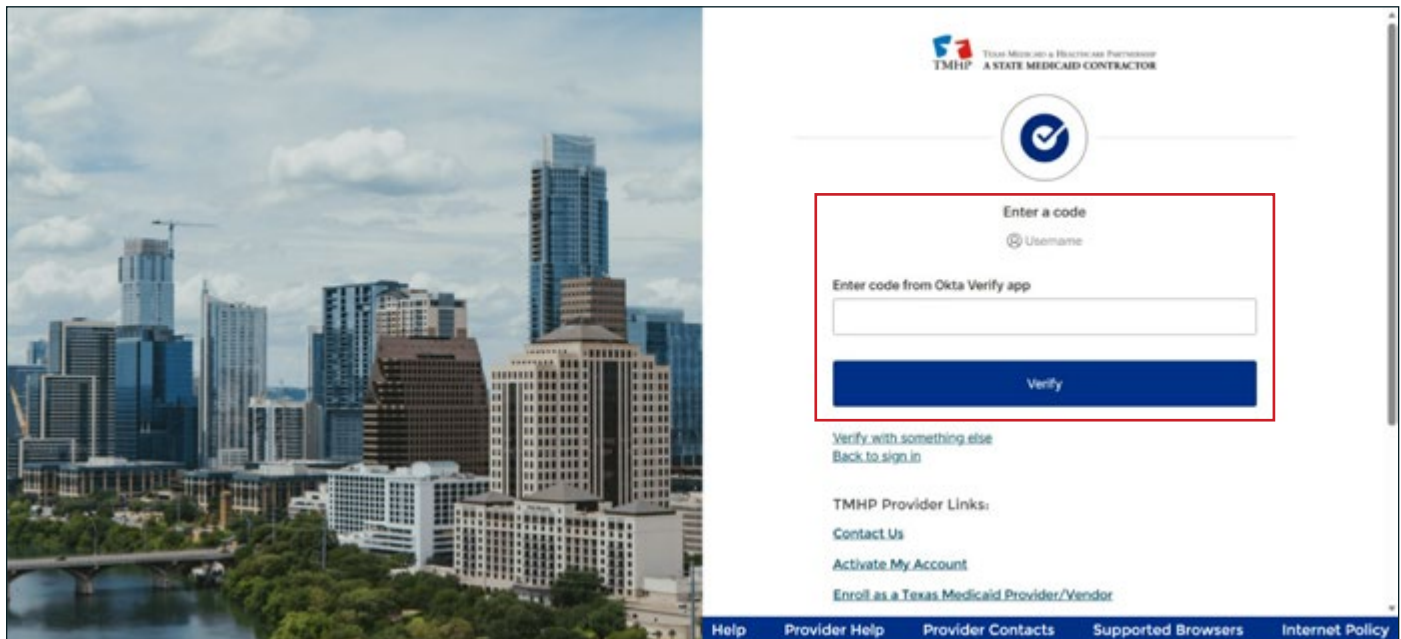 TMHP
TEXAS MEDICAID & HEALTHCARE PARTNERSHIP
A STATE MEDICAID CONTRACTOR
Enter a code
Username
Enter code from Okta Verify app
Verify
Verify with something else
Back to sign in
TMHP Provider Links:
Contact Us
Activate My Account
Enroll as a Texas Medicaid Provider/Vendor
Help Provider Help Provider Contacts Supported Browsers Internet Policy